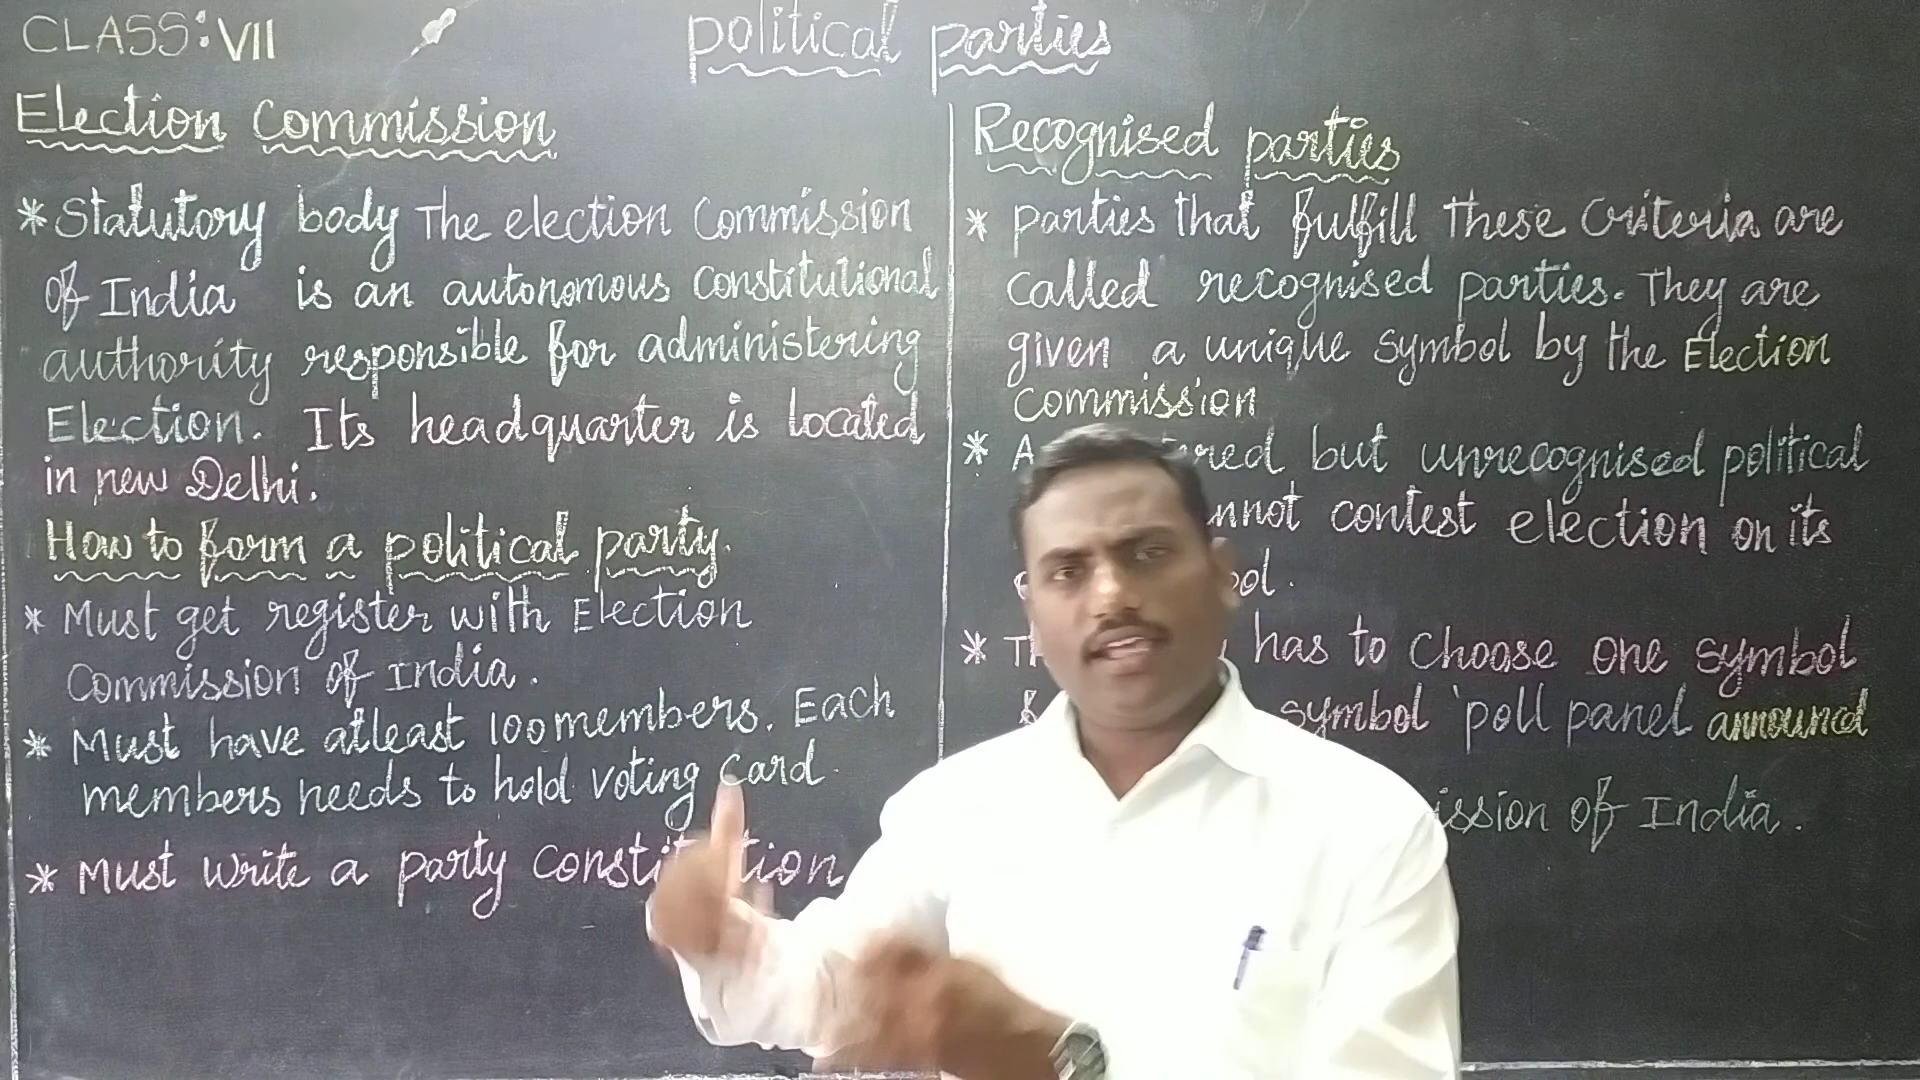 CLASS: VII
political parties
Election Commission
* Statutory body The election Commission
of India is an autonomous Constitutional
authority responsible for administering
Election. Its headquarter is located
in new Delhi.
How to form a political party.
* Must get register with Election
Commission of India.
* Must have atleast 100 members. Each
members needs to hold voting card.
* Must write a party
Recognised parties
* parties that fulfill these Criteria are
called recognised parties. They are
given a unique symbol by the Election
Commission
* A but unrecognised political
contest election on its
* has to choose one symbol
symbol 'poll panel announced
of India.